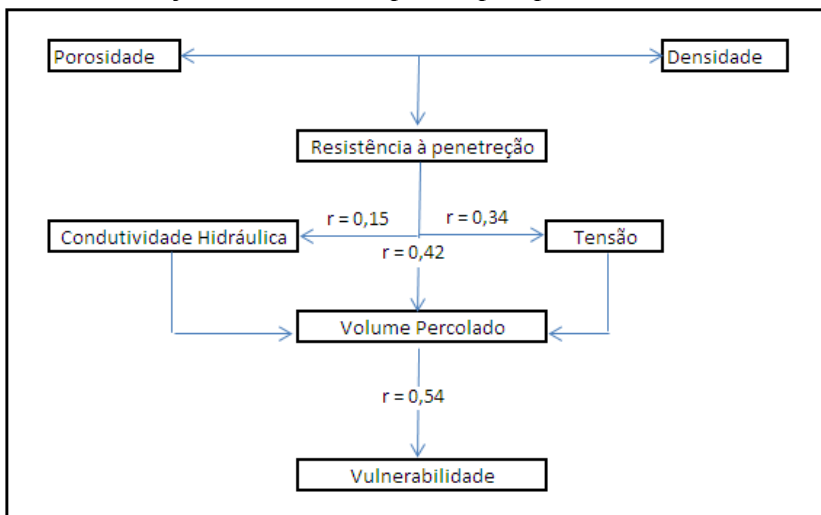 Porosidade
Densidade
Resistência à penetreção
r = 0,15
r = 0,34
Condutividade Hidráulica
Tensão
r = 0,42
Volume Percolado
r = 0,54
Vulnerabilidade